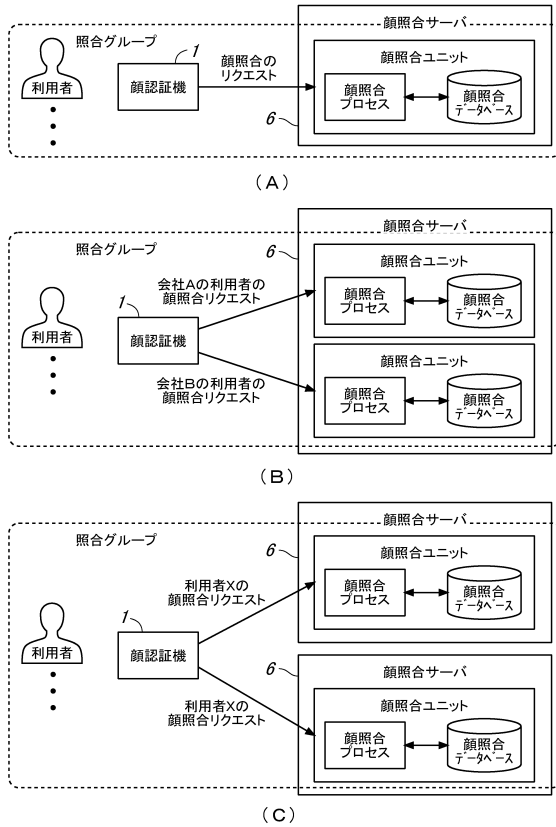 照合グループ
利用者
1
顔認証機
顔照合の
リクエスト
6
顔照合サーバ
顔照合ユニット
顔照合
プロセス
顔照合
データベース
(A)
照合グループ
利用者
1
顔認証機
会社Aの利用者の
顔照合リクエスト
会社Bの利用者の
顔照合リクエスト
6
顔照合サーバ
顔照合ユニット
顔照合
プロセス
顔照合
データベース
顔照合ユニット
顔照合
プロセス
顔照合
データベース
(B)
照合グループ
利用者
1
顔認証機
利用者Xの
顔照合リクエスト
利用者Xの
顔照合リクエスト
6
顔照合サーバ
顔照合ユニット
顔照合
プロセス
顔照合
データベース
6
顔照合サーバ
顔照合ユニット
顔照合
プロセス
顔照合
データベース
(C)